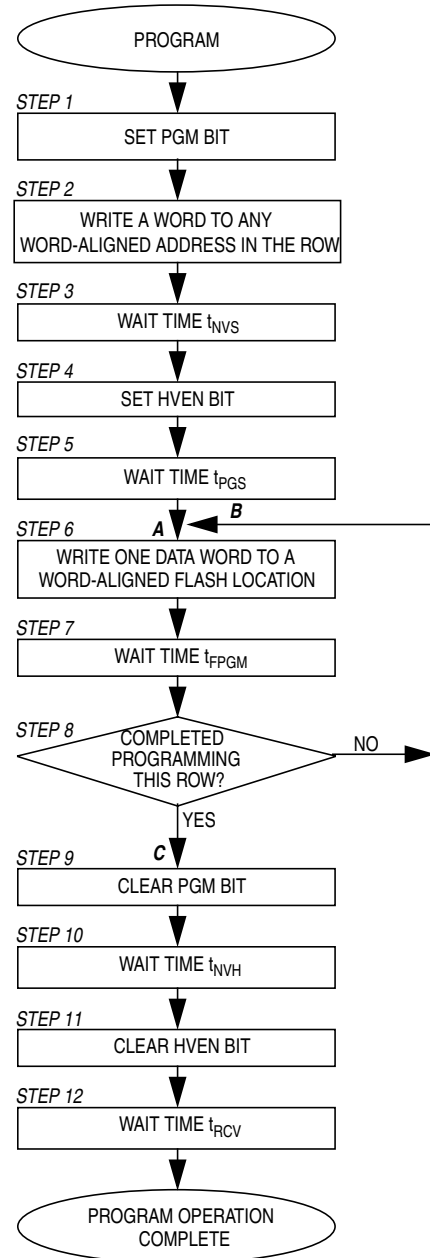 PROGRAM
STEP 1
SET PGM BIT
STEP 2
WRITE A WORD TO ANY
WORD-ALIGNED ADDRESS IN THE ROW
STEP 3
WAIT TIME tNVS
STEP 4
SET HVEN BIT
STEP 5
WAIT TIME tPGS
A
B
STEP 6
WRITE ONE DATA WORD TO A
WORD-ALIGNED FLASH LOCATION
STEP 7
WAIT TIME tFPGM
STEP 8
COMPLETED
PROGRAMMING
THIS ROW?
NO
YES
C
STEP 9
CLEAR PGM BIT
STEP 10
WAIT TIME tNVH
STEP 11
CLEAR HVEN BIT
STEP 12
WAIT TIME tRCV
PROGRAM OPERATION
COMPLETE